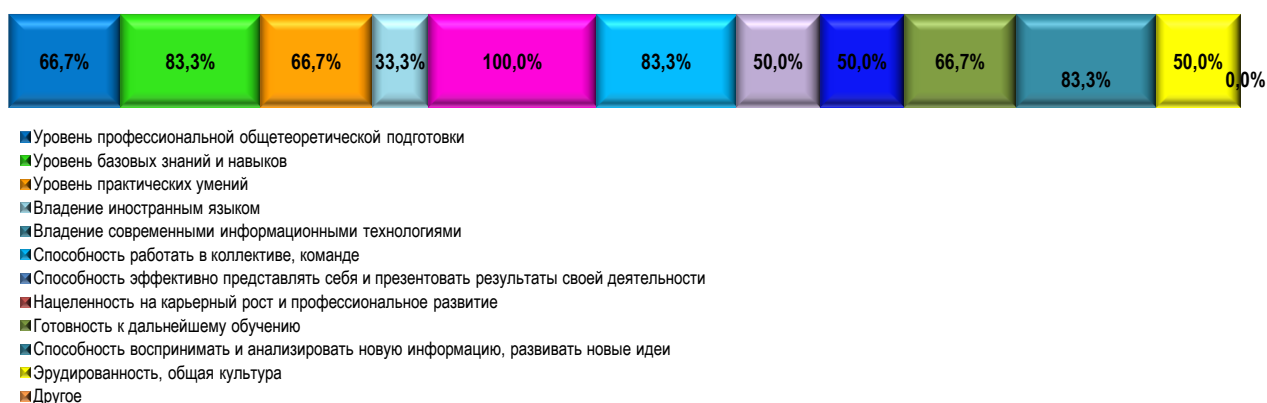 66,7% 83,3% 66,7% 33,3% 100,0% 83,3% 50,0% 50,0% 66,7% 83,3% 50,0% 0,0%
Уровень профессиональной общетеоретической подготовки
Уровень базовых знаний и навыков
Уровень практических умений
Владение иностранным языком
Владение современными информационными технологиями
Способность работать в коллективе, команде
Способность эффективно представлять себя и презентовать результаты своей деятельности
Нацеленность на карьерный рост и профессиональное развитие
Готовность к дальнейшему обучению
Способность воспринимать и анализировать новую информацию, развивать новые идеи
Эрудированность, общая культура
Другое